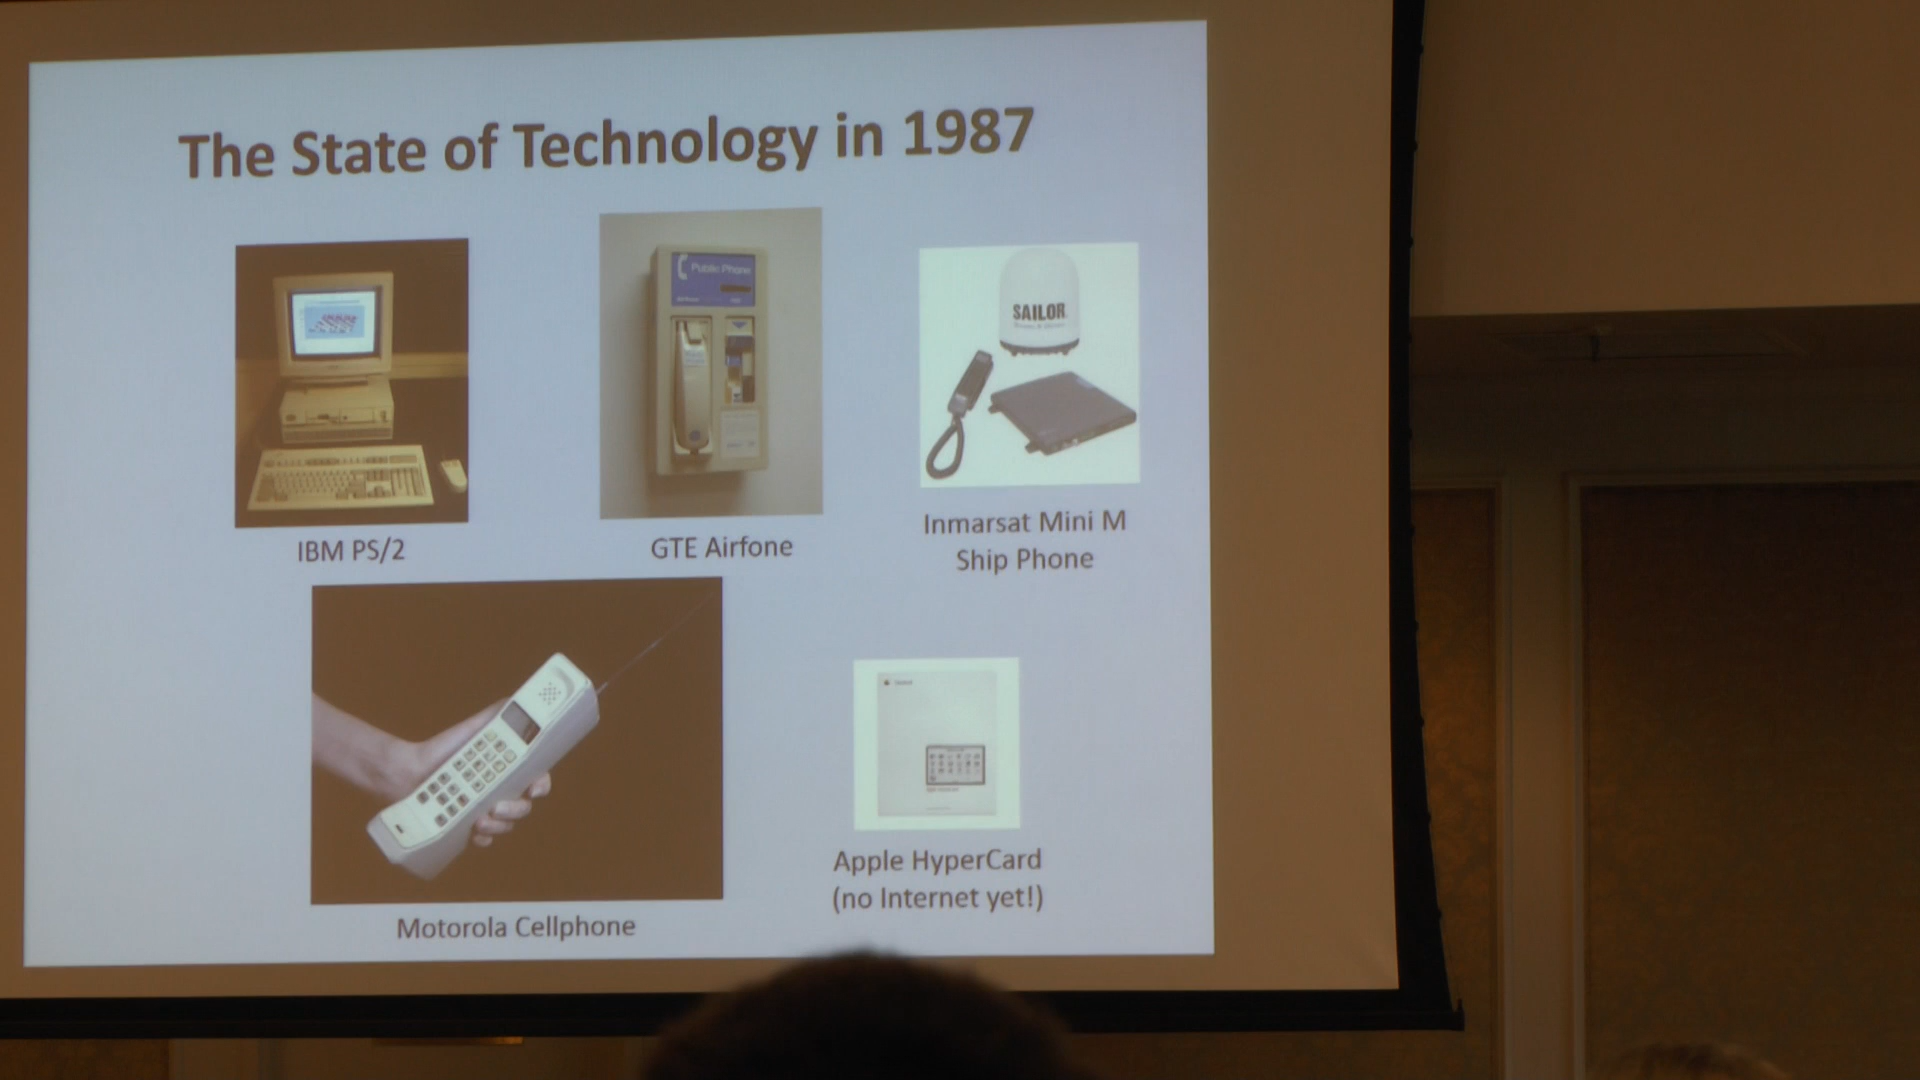 The State of Technology in 1987
Public Phone
SAILOR
IBM PS/2
GTE Airfone
Inmarsat Mini M
Ship Phone
Motorola Cellphone
Apple HyperCard
(no Internet yet!)